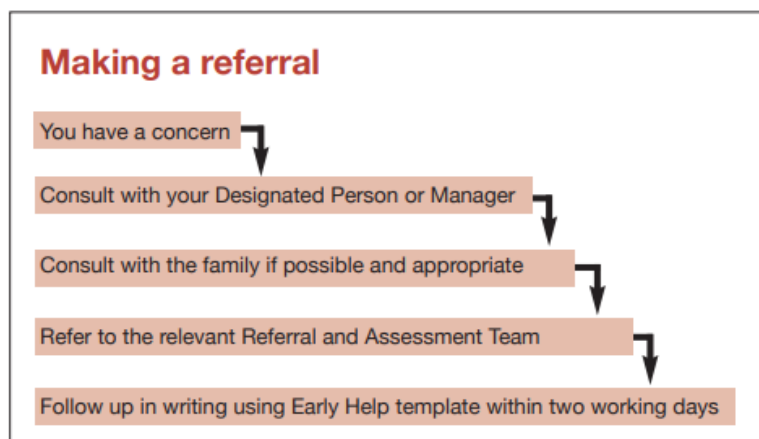 Making a referral
You have a concern
Consult with your Designated Person or Manager
Consult with the family if possible and appropriate
Refer to the relevant Referral and Assessment Team
Follow up in writing using Early Help template within two working days